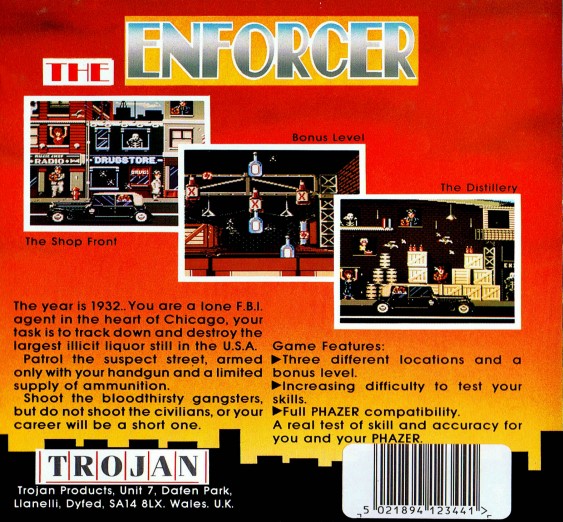 THE ENFORCER
Bonus Level
RADIO
DRUGSTORE
The Distillery
The Shop Front
The year is 1932.. You are a lone F.B.I.
agent in the heart of Chicago, your
task is to track down and destroy the
largest illicit liquor still in the U.S.A.
Patrol the suspect street, armed
only with your handgun and a limited
supply of ammunition.
Shoot the bloodthirsty gangsters,
but do not shoot the civilians, or your
career will be a short one.
Game Features:
▶Three different locations and a
bonus level.
▶Increasing difficulty to test your
skills.
▶Full PHAZER compatibility.
A real test of skill and accuracy for
you and your PHAZER.
TROJAN
Trojan Products, Unit 7, Dafen Park,
Llanelli, Dyfed, SA14 8LX. Wales. U.K.
5 021894 123441 >